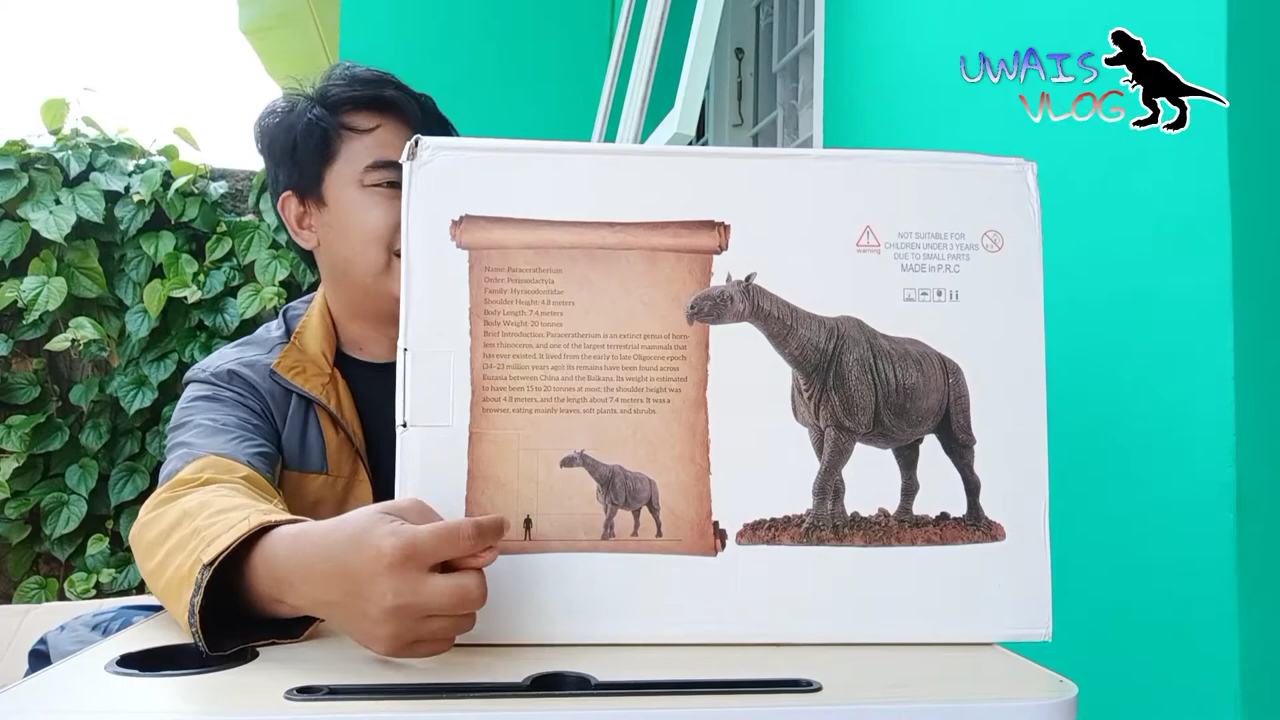 UWAIS
VLOG
NOT SUITABLE FOR
CHILDREN UNDER 3 YEARS
DUE TO SMALL PARTS
MADE in P.R.C
warning
Name: Paraceratherium
Order: Perissodactyla
Family: Hyracodontidae
Shoulder Height: 4.8 meters
Body Length: 7.4 meters
Body Weight: 20 tonnes
Brief Introduction: Paraceratherium is an extinct genus of horn-
less rhinoceros, and one of the largest terrestrial mammals that
has ever existed. It lived from the early to late Oligocene epoch
(34-23 million years ago); its remains have been found across
Eurasia between China and the Balkans. Its weight is estimated
to have been 15 to 20 tonnes at most; the shoulder height was
about 4.8 meters, and the length about 7.4 meters. It was a
browser, eating mainly leaves, soft plants, and shrubs.